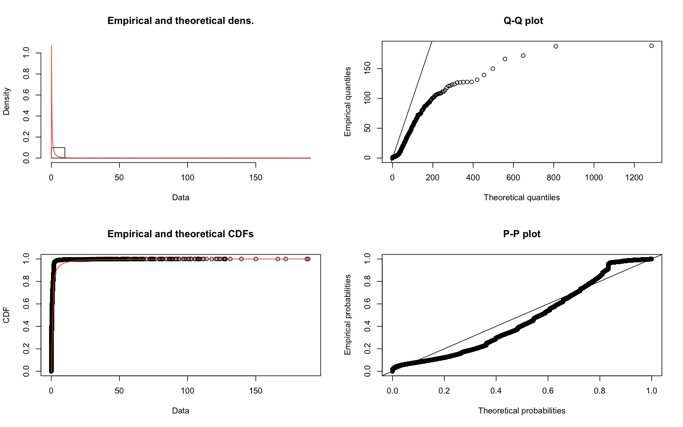 Empirical and theoretical dens.
Density
0.0 0.2 0.4 0.6 0.8 1.0
0 50 100 150
Data
Q-Q plot
Empirical quantiles
0 50 100 150
0 200 400 600 800 1000 1200
Theoretical quantiles
Empirical and theoretical CDFs
CDF
0.0 0.2 0.4 0.6 0.8 1.0
0 50 100 150
Data
P-P plot
Empirical probabilities
0.0 0.2 0.4 0.6 0.8 1.0
0.0 0.2 0.4 0.6 0.8 1.0
Theoretical probabilities